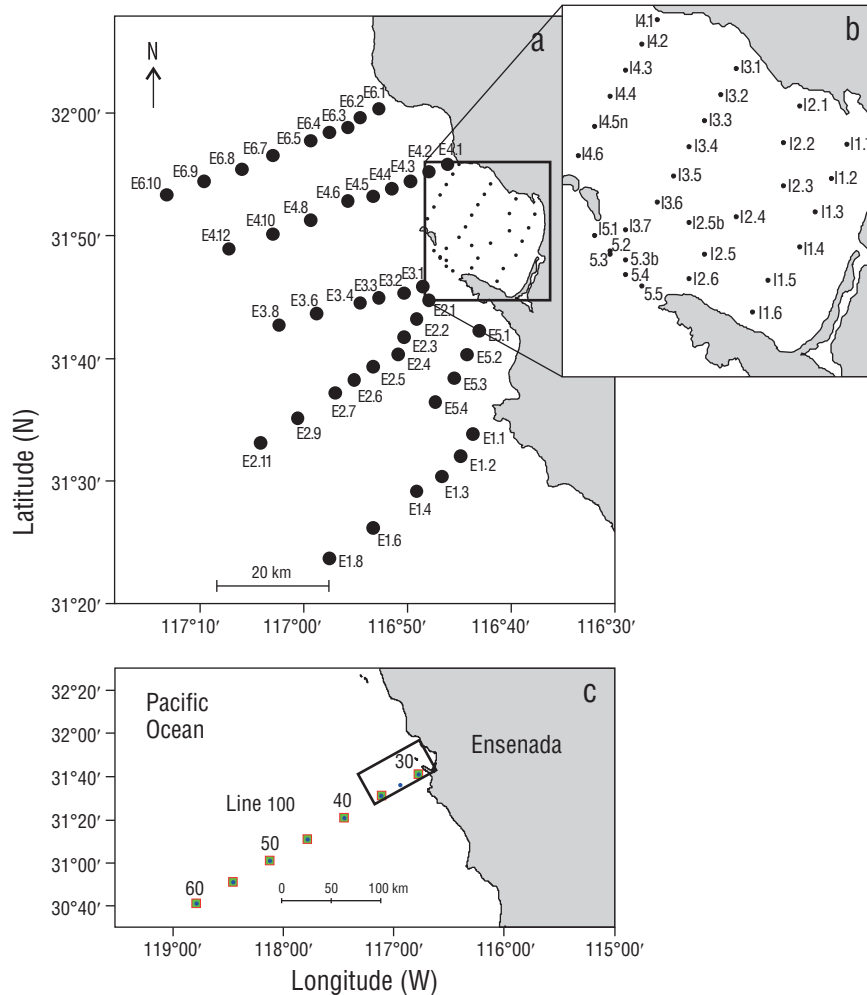 a
N
32°00′
31°50′
31°40′
31°30′
31°20′
Latitude (N)
E6.1
E6.2
E6.3
E6.4
E6.5
E6.7
E6.8
E6.9
E6.10
E4.1
E4.2
E4.3
E4.4
E4.5
E4.6
E4.8
E4.10
E4.12
E3.1
E3.2
E3.3
E3.4
E3.6
E3.8
E2.1
E2.2
E2.3
E2.4
E2.5
E2.6
E2.7
E2.9
E2.11
E5.1
E5.2
E5.3
E5.4
E1.1
E1.2
E1.3
E1.4
E1.6
E1.8
20 km
117°10′
117°00′
116°50′
116°40′
116°30′
b
I4.1
I4.2
I4.3
I4.4
I4.5n
I4.6
I3.1
I3.2
I3.3
I3.4
I3.5
I3.6
I3.7
I2.1
I2.2
I2.3
I2.4
I2.5b
I2.5
I2.6
I1.2
I1.3
I1.4
I1.5
I1.6
I5.1
5.2
5.3
5.3b
5.4
5.5
c
Pacific
Ocean
Ensenada
Line 100
30
40
50
60
0 50 100 km
32°20′
32°00′
31°40′
31°20′
31°00′
30°40′
119°00′
118°00′
117°00′
116°00′
115°00′
Longitude (W)